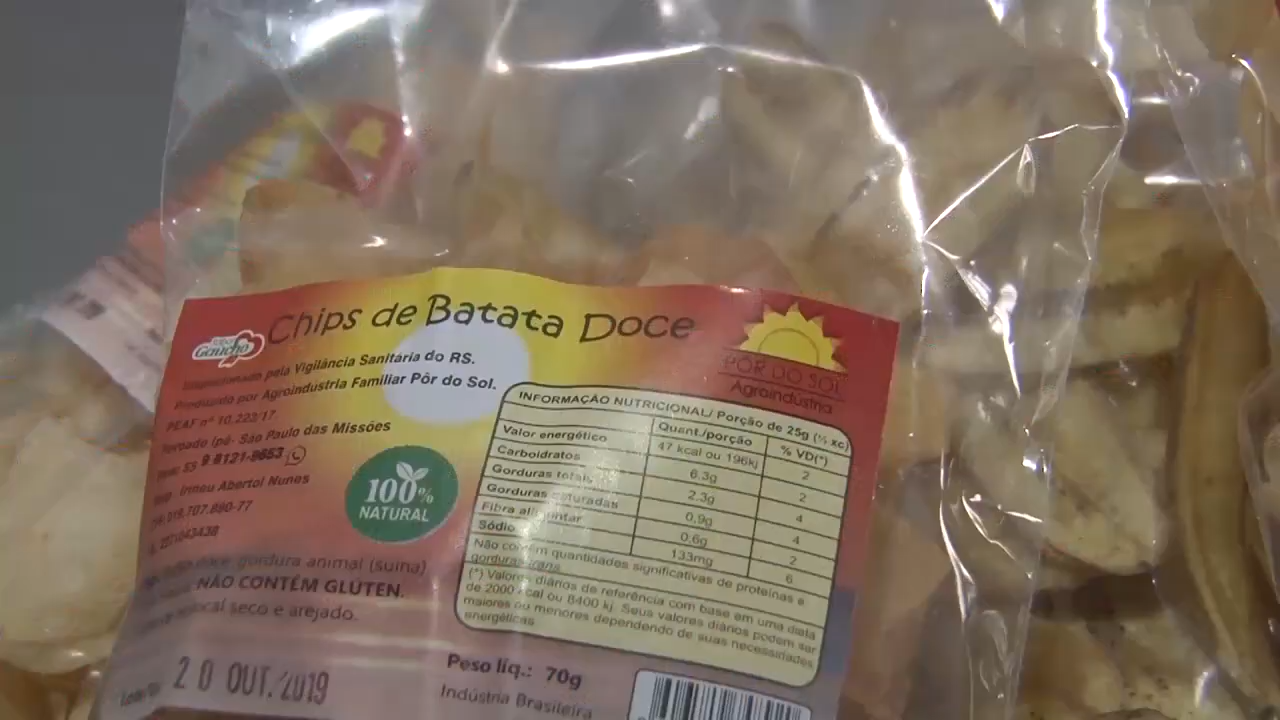 Chips de Batata Doce
Sabor
Gaúcho
PÔR DO SOL
Agroindústria
Inspecionado pela Vigilância Sanitária do RS.
Produzido por Agroindústria Familiar Pôr do Sol.
PEAF nº 10.223/17
São Paulo das Missões
55 9 8121-9653
Irineu Abertol Nunes
100%
NATURAL
doce gordura animal (suína)
NÃO CONTÉM GLÚTEN.
local seco e arejado.
20 OUT. 2019
INFORMAÇÃO NUTRICIONAL/ Porção de 25g (½ xc)
Quant./porção % VD(*)
Valor energético 47 kcal ou 196kj 2
Carboidratos 6,3g 2
Gorduras totais 2,3g 4
Gorduras saturadas 0,9g 4
Fibra alimentar 0,6g 2
Sódio 133mg 6
Não contém quantidades significativas de proteínas e
gorduras trans.
(*) Valores diários de referência com base em uma dieta
de 2000 kcal ou 8400 kj. Seus valores diários podem ser
maiores ou menores dependendo de suas necessidades
energéticas
Peso líq.: 70g
Indústria Brasileira